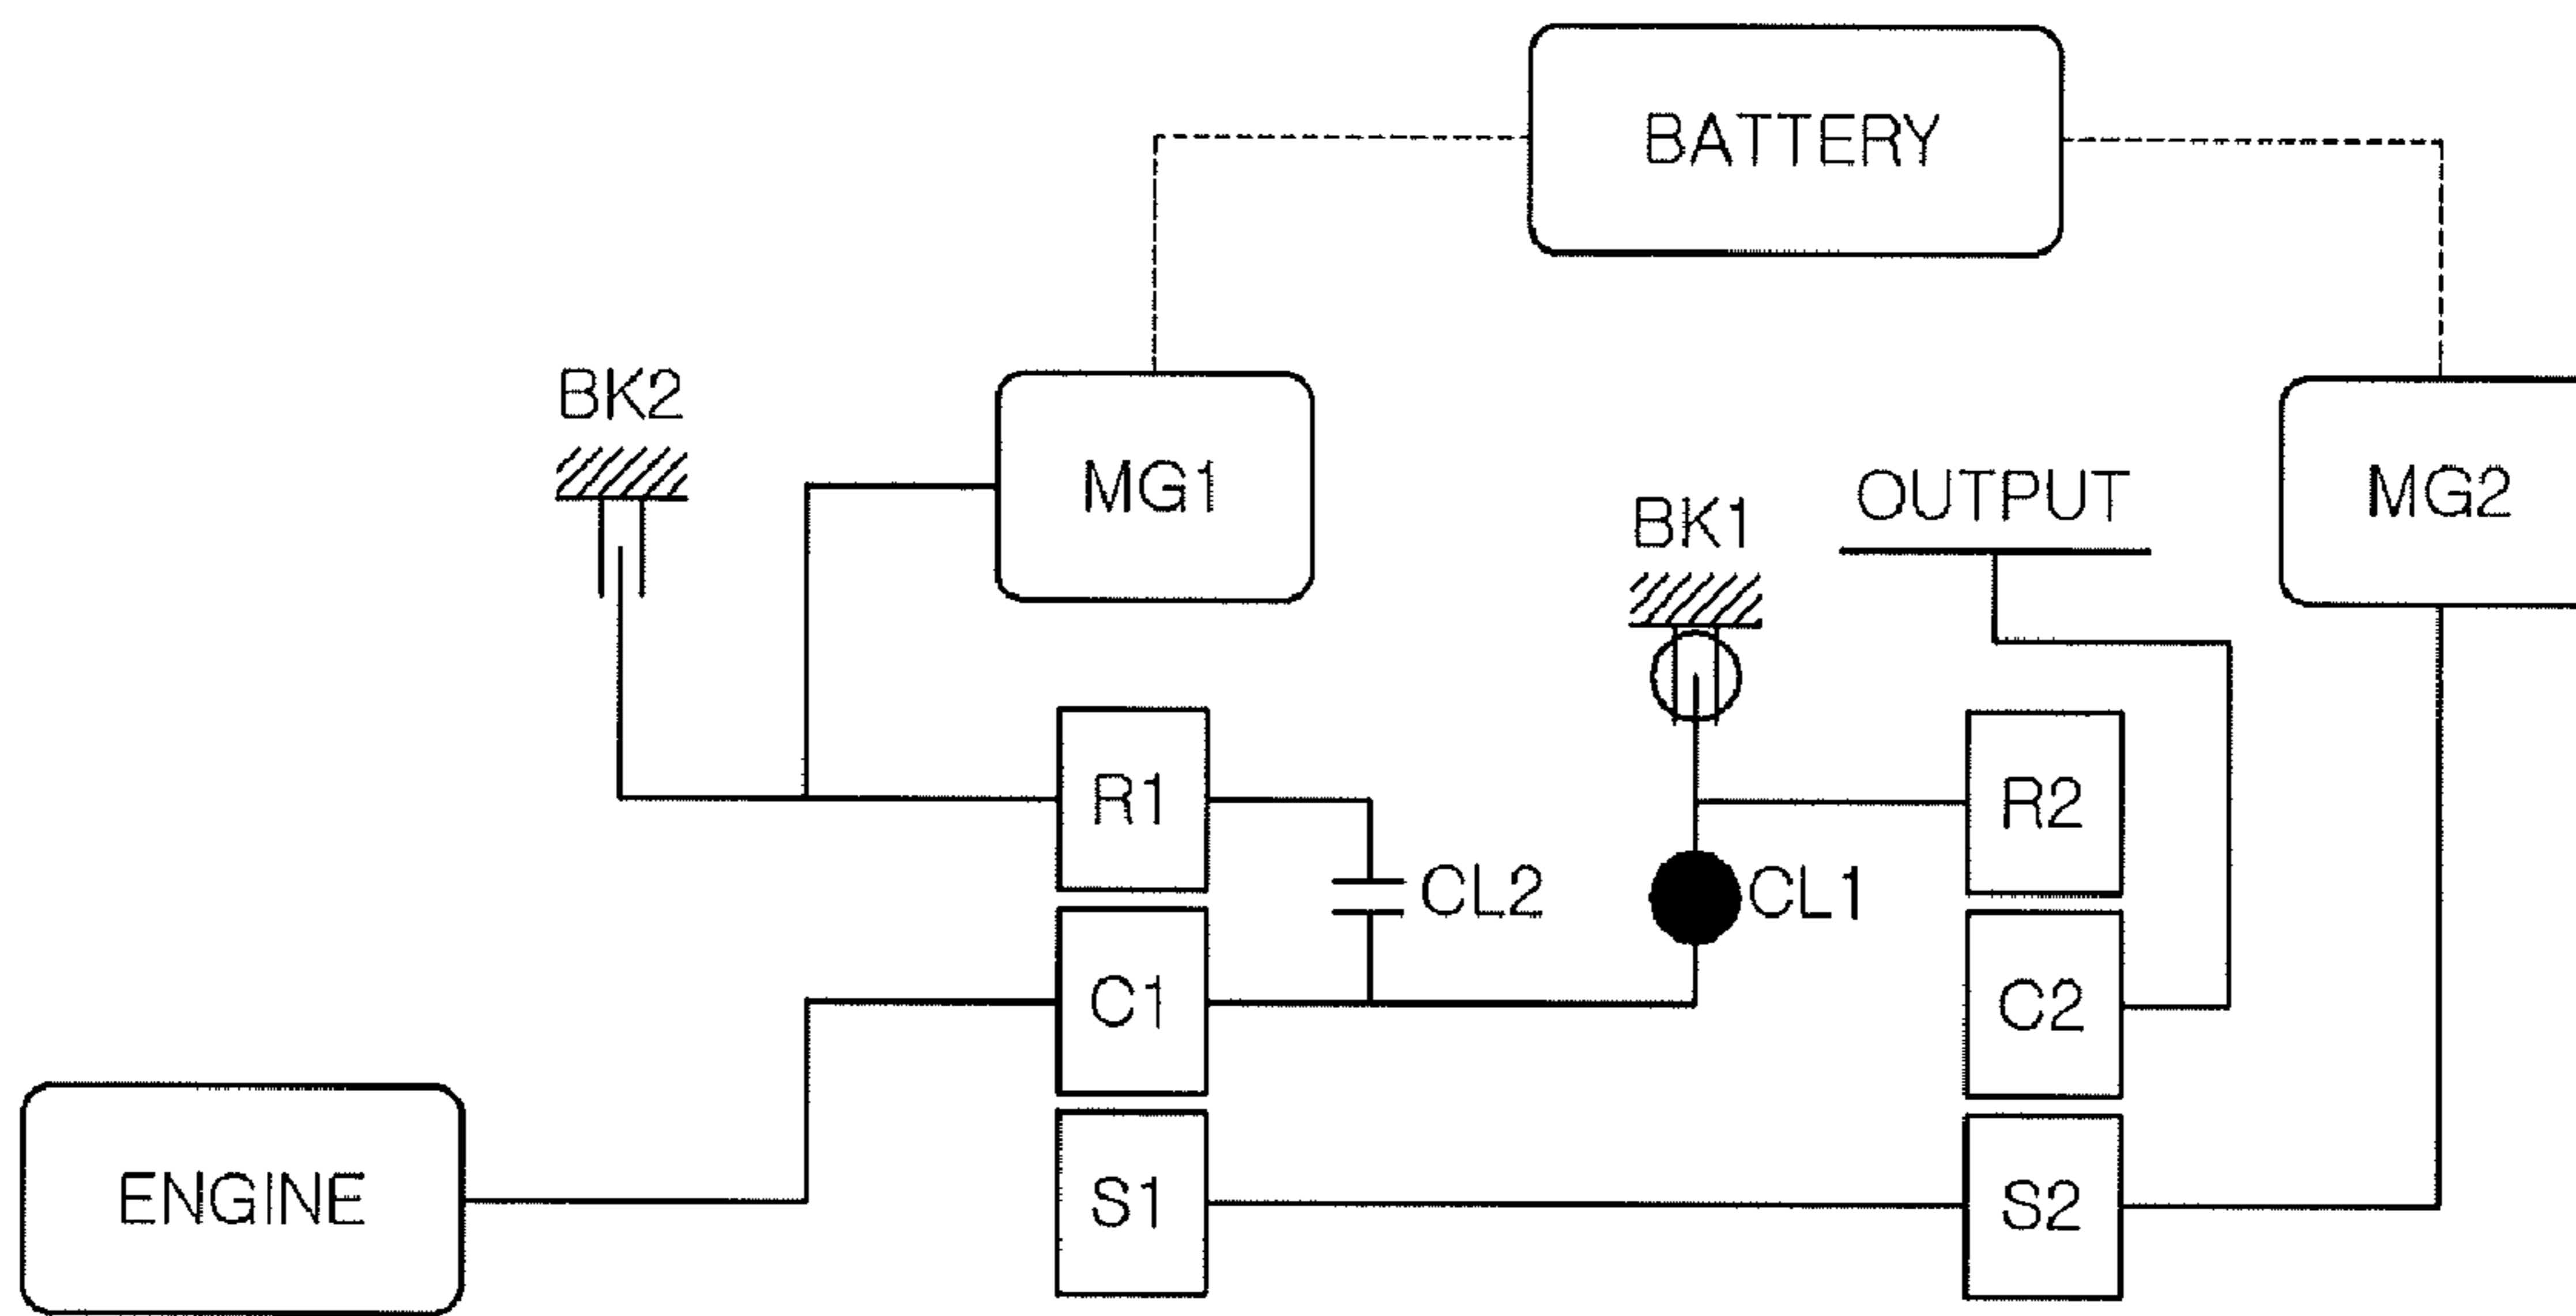 BATTERY
BK2
MG1
BK1
OUTPUT
MG2
R1
R2
CL2
CL1
C1
C2
ENGINE
S1
S2